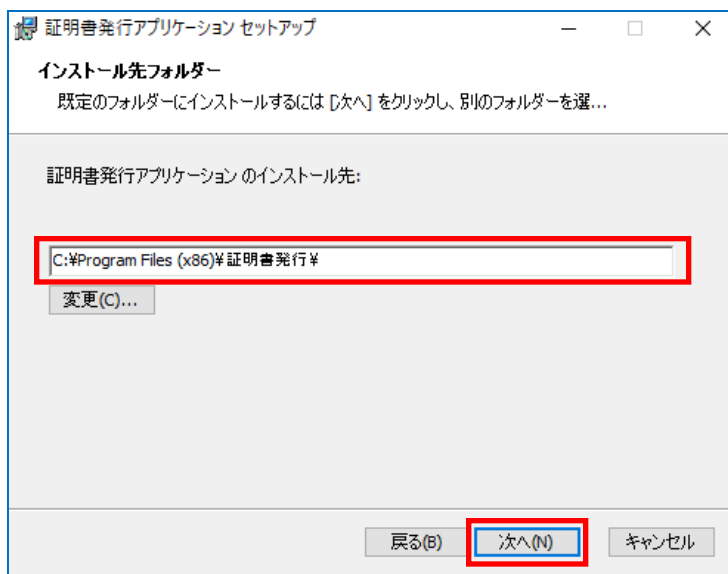 証明書発行アプリケーション セットアップ
インストール先フォルダー
既定のフォルダーにインストールするには [次へ] をクリックし、別のフォルダーを選...
証明書発行アプリケーション のインストール先:
C:¥Program Files (x86)¥証明書発行¥
変更(C)...
戻る(B)
次へ(N)
キャンセル